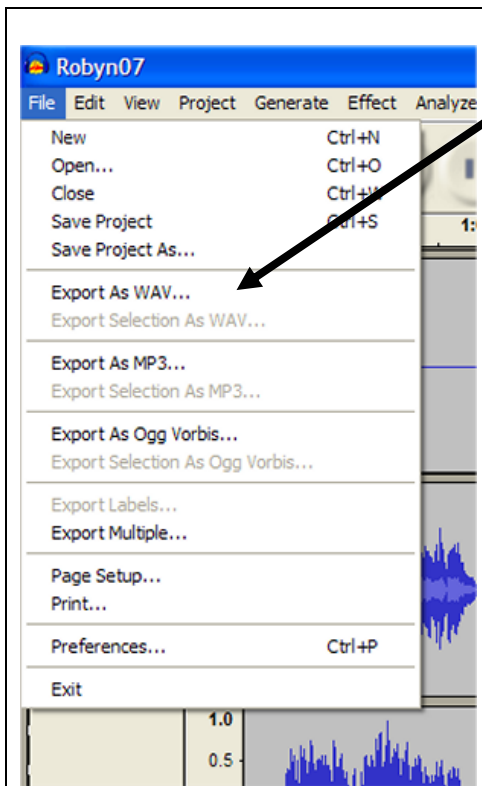 Robyn07
File Edit View Project Generate Effect Analyze
New Ctrl+N
Open... Ctrl+O
Close Ctrl+W
Save Project Ctrl+S
Save Project As...
Export As WAV...
Export Selection As WAV...
Export As MP3...
Export Selection As MP3...
Export As Ogg Vorbis...
Export Selection As Ogg Vorbis...
Export Labels...
Export Multiple...
Page Setup...
Print...
Preferences... Ctrl+P
Exit
1.0
0.5